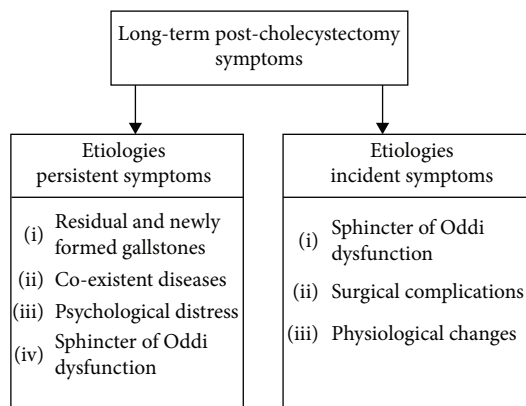 Long-term post-cholecystectomy
symptoms
Etiologies
persistent symptoms
(i) Residual and newly
formed gallstones
(ii) Co-existent diseases
(iii) Psychological distress
(iv) Sphincter of Oddi
dysfunction
Etiologies
incident symptoms
(i) Sphincter of Oddi
dysfunction
(ii) Surgical complications
(iii) Physiological changes